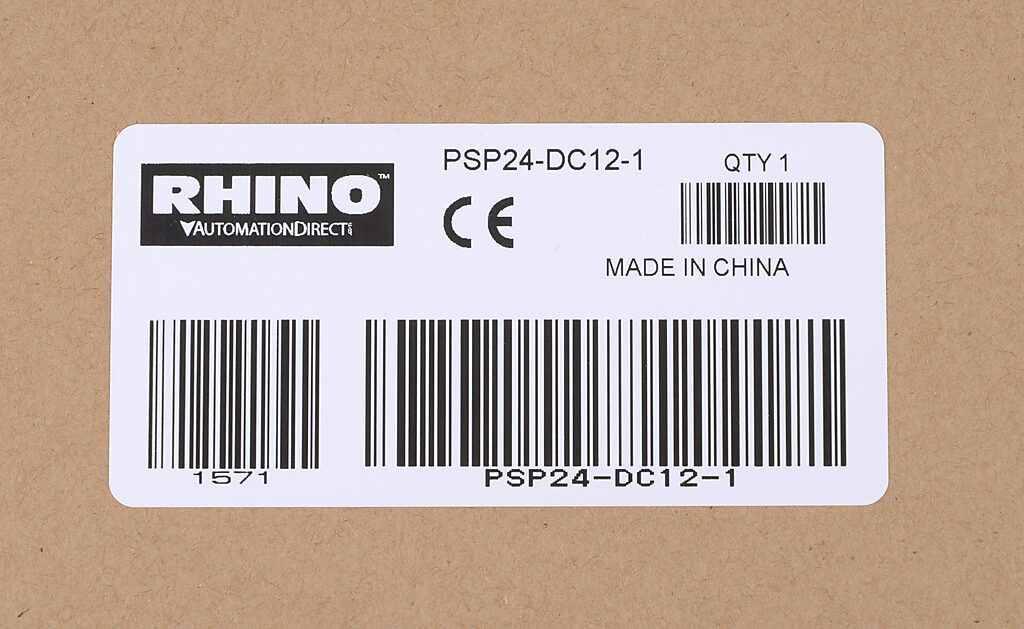 RHINO™
AUTOMATIONDIRECT
PSP24-DC12-1
QTY 1
CE
MADE IN CHINA
1571
PSP24-DC12-1